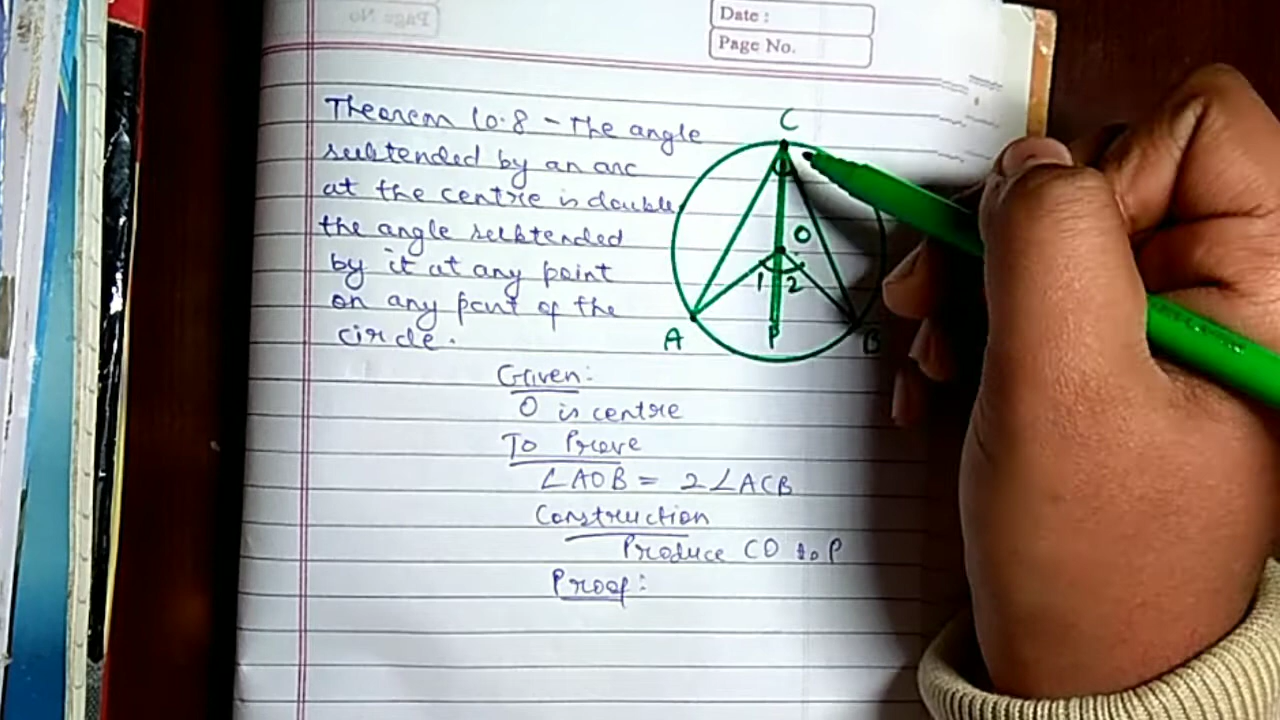 Date :
Page No.
Theorem 10.8 - The angle
subtended by an arc
at the centre is double
the angle subtended
by it at any point
on any part of the
circle.
C
O
1 2
A P B
Given:
O is centre
To Prove
∠AOB = 2∠ACB
Construction
Produce CO to P
Proof: